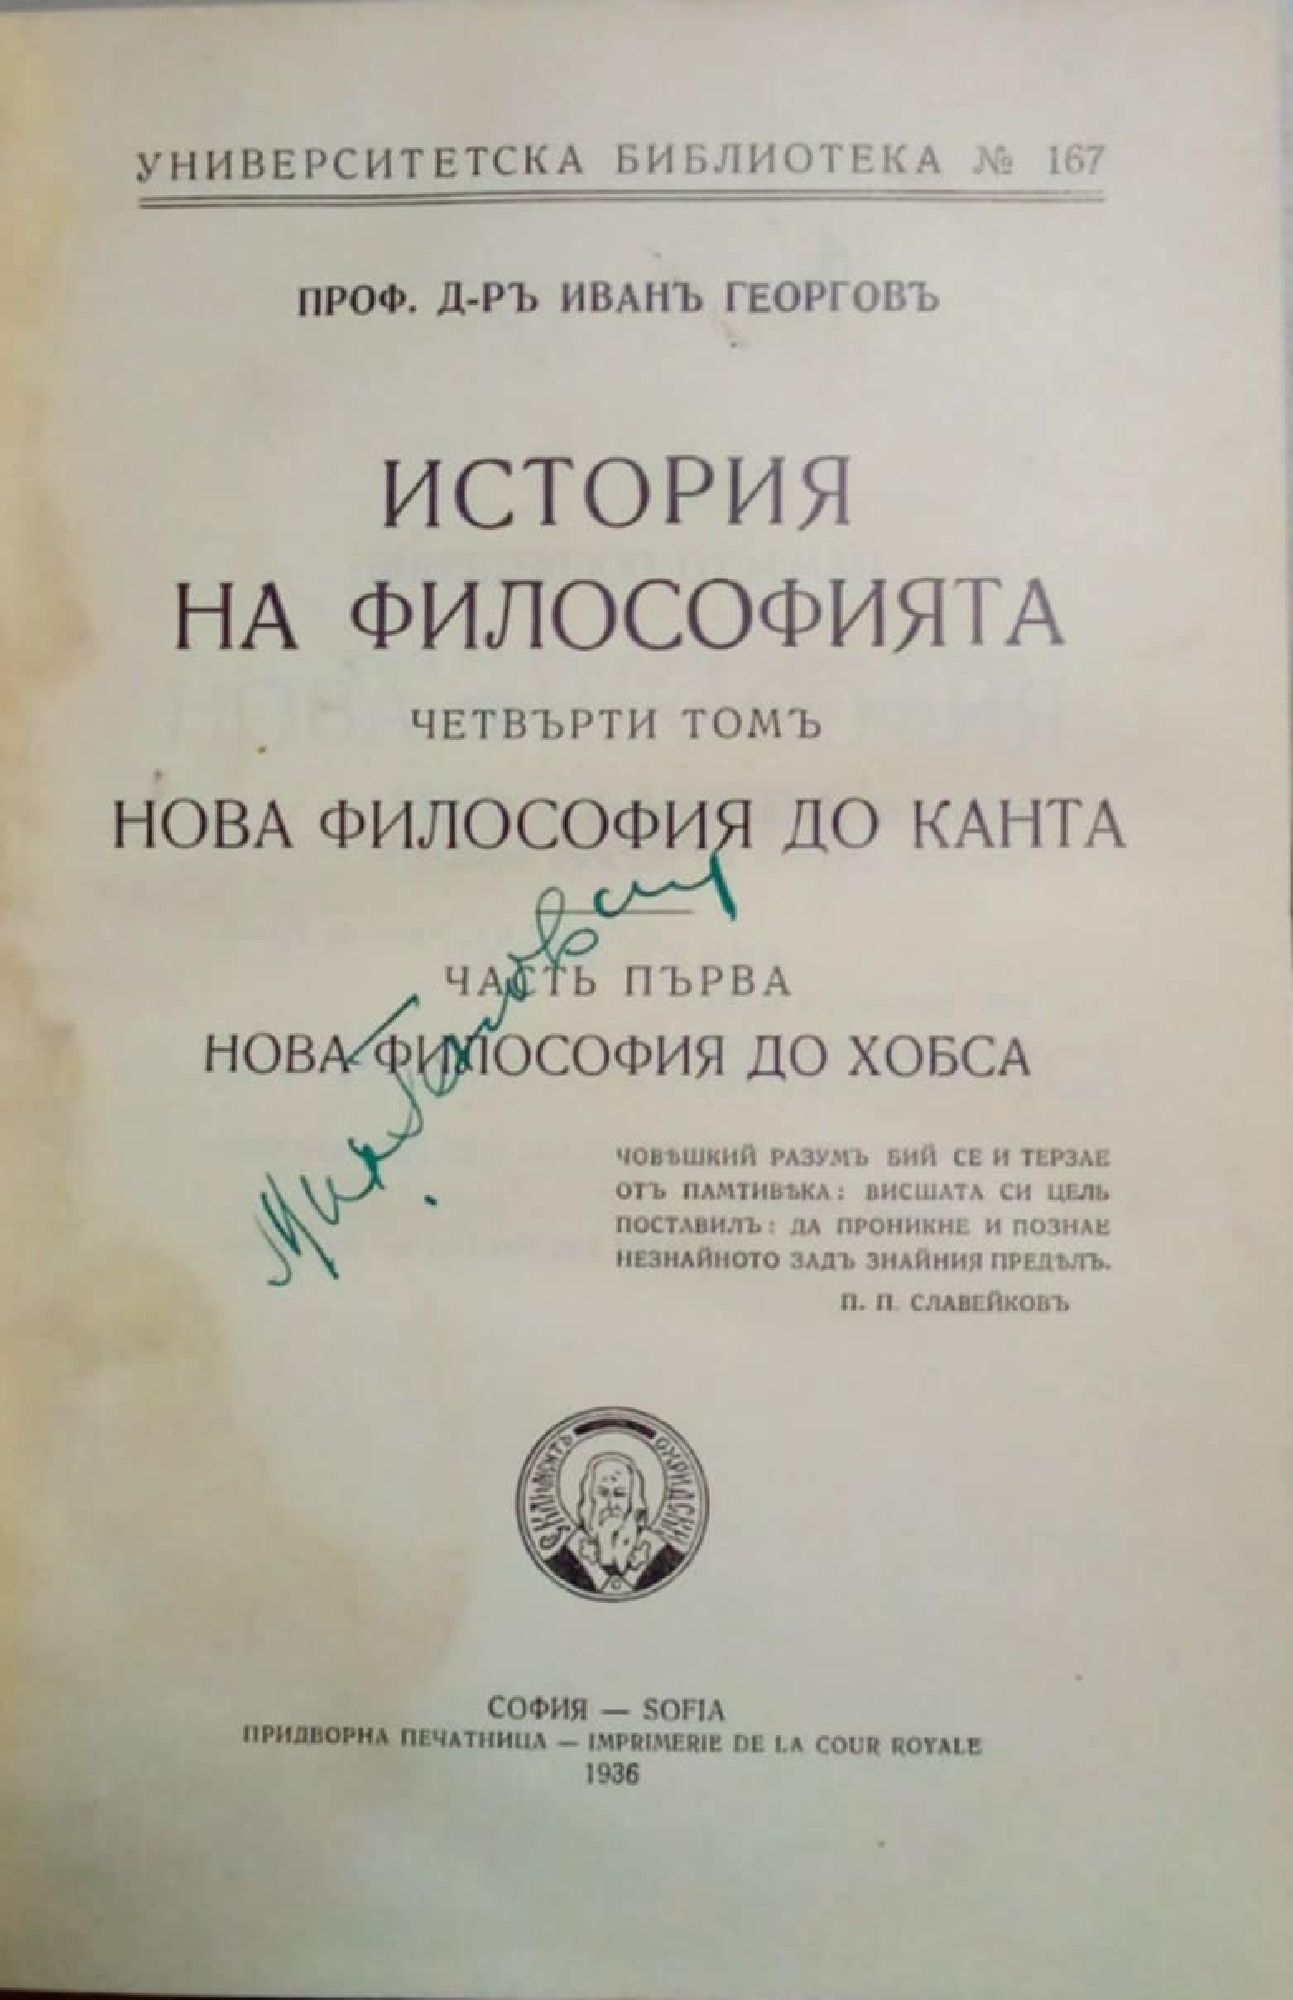 УНИВЕРСИТЕТСКА БИБЛИОТЕКА № 167
ПРОФ. Д-РЪ ИВАНЪ ГЕОРГОВЪ
ИСТОРИЯ
НА ФИЛОСОФИЯТА
ЧЕТВЪРТИ ТОМЪ
НОВА ФИЛОСОФИЯ ДО КАНТА
ЧАСТЬ ПЪРВА
НОВА ФИЛОСОФИЯ ДО ХОБСА
ЧОВѢШКИЙ РАЗУМЪ БИЙ СЕ И ТЕРЗАЕ
ОТЪ ПАМТИВѢКА: ВИСШАТА СИ ЦЕЛЬ
ПОСТАВИЛЪ: ДА ПРОНИКНЕ И ПОЗНАЕ
НЕЗНАЙНОТО ЗАДЪ ЗНАЙНИЯ ПРЕДѢЛЪ.
П. П. СЛАВЕЙКОВЪ
ОХРИДСКИ
СОФИЯ — SOFIA
ПРИДВОРНА ПЕЧАТНИЦА — IMPRIMERIE DE LA COUR ROYALE
1936